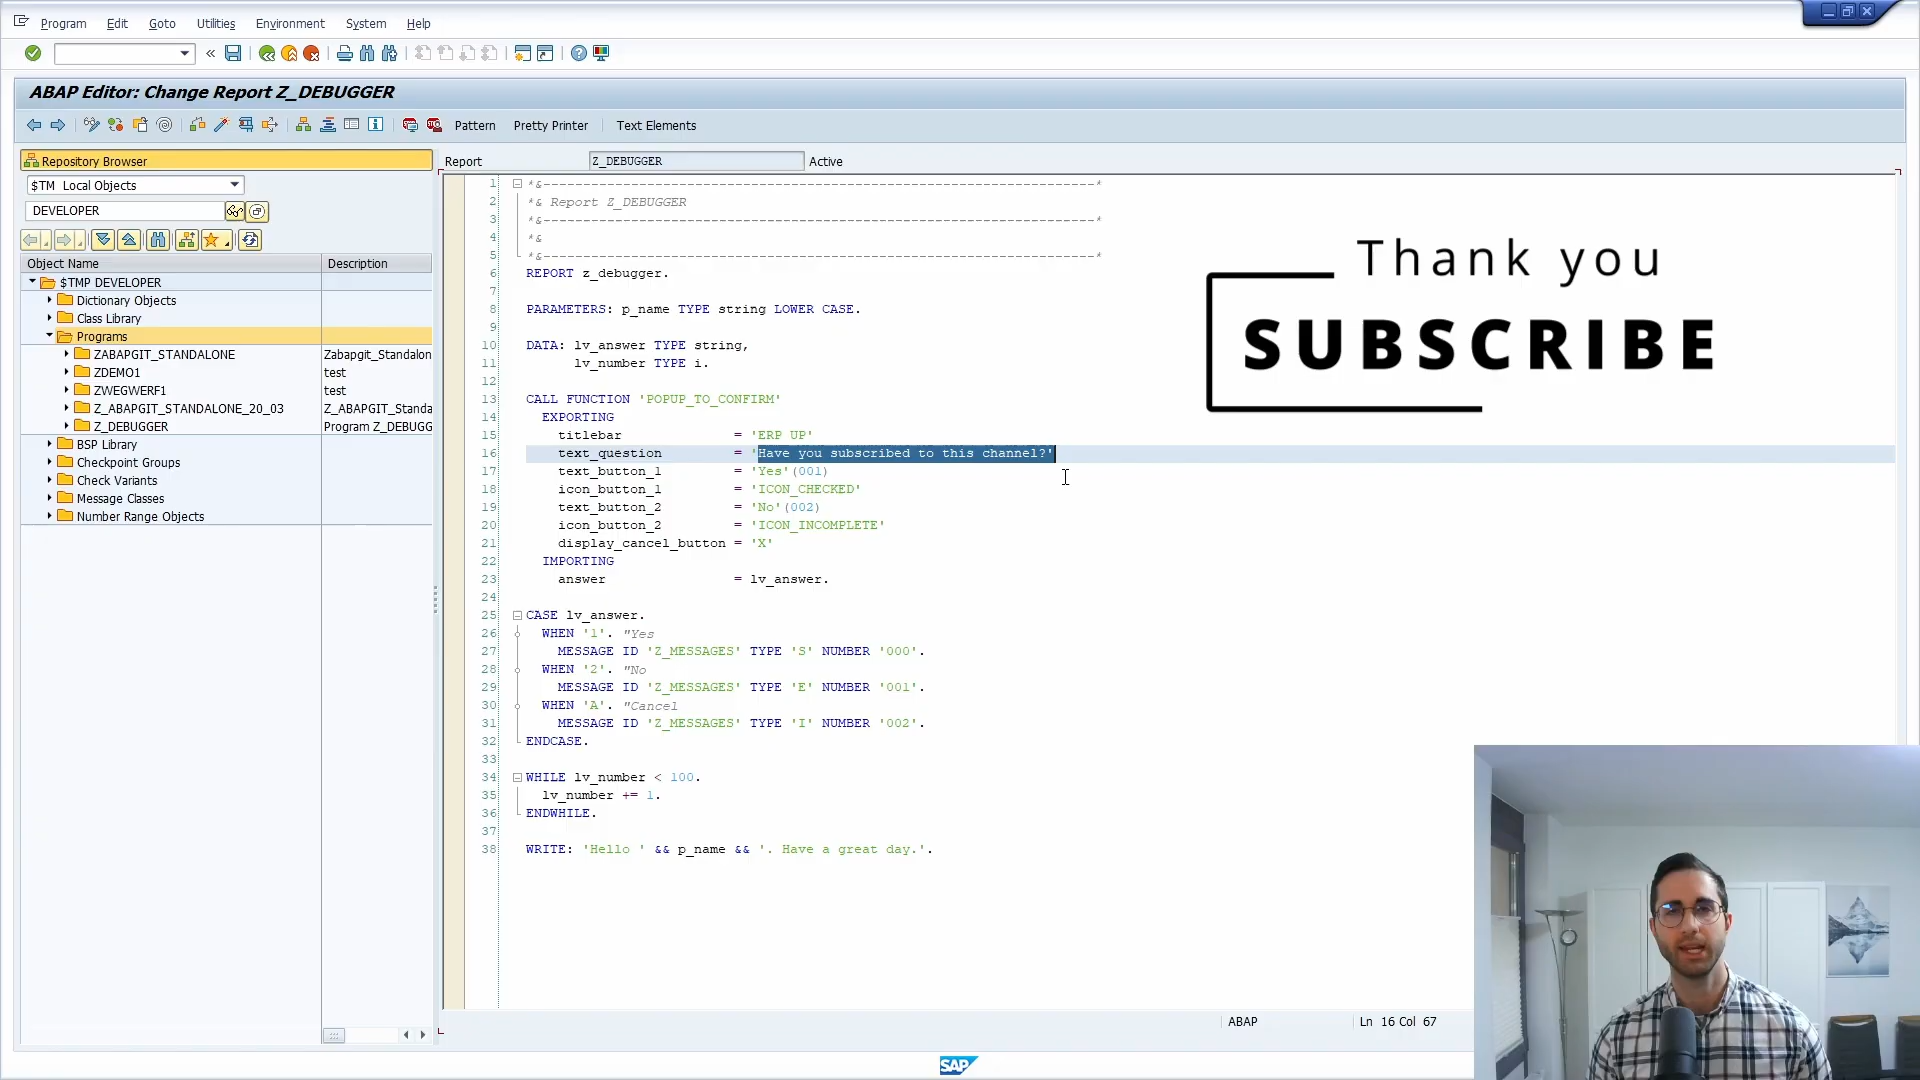 Program Edit Goto Utilities Environment System Help
ABAP Editor: Change Report Z_DEBUGGER
Pattern Pretty Printer Text Elements
Repository Browser
$TM Local Objects
DEVELOPER
Object Name Description
$TMP DEVELOPER
Dictionary Objects
Class Library
Programs
ZABAPGIT_STANDALONE Zabapgit_Standalon
ZDEMO1 test
ZWEGWERF1 test
Z_ABAPGIT_STANDALONE_20_03 Z_ABAPGIT_Standa
Z_DEBUGGER Program Z_DEBUGG
BSP Library
Checkpoint Groups
Check Variants
Message Classes
Number Range Objects
Report Z_DEBUGGER Active
1 *&---------------------------------------------------------------------*
2 *& Report Z_DEBUGGER
3 *&---------------------------------------------------------------------*
4 *&
5 *&---------------------------------------------------------------------*
6 REPORT z_debugger.
7
8 PARAMETERS: p_name TYPE string LOWER CASE.
9
10 DATA: lv_answer TYPE string,
11 lv_number TYPE i.
12
13 CALL FUNCTION 'POPUP_TO_CONFIRM'
14 EXPORTING
15 titlebar = 'ERP UP'
16 text_question = 'Have you subscribed to this channel?'
17 text_button_1 = 'Yes'(001)
18 icon_button_1 = 'ICON_CHECKED'
19 text_button_2 = 'No'(002)
20 icon_button_2 = 'ICON_INCOMPLETE'
21 display_cancel_button = 'X'
22 IMPORTING
23 answer = lv_answer.
24
25 CASE lv_answer.
26 WHEN '1'. "Yes
27 MESSAGE ID 'Z_MESSAGES' TYPE 'S' NUMBER '000'.
28 WHEN '2'. "No
29 MESSAGE ID 'Z_MESSAGES' TYPE 'E' NUMBER '001'.
30 WHEN 'A'. "Cancel
31 MESSAGE ID 'Z_MESSAGES' TYPE 'I' NUMBER '002'.
32 ENDCASE.
33
34 WHILE lv_number < 100.
35 lv_number += 1.
36 ENDWHILE.
37
38 WRITE: 'Hello ' && p_name && '. Have a great day.'.
Thank you
SUBSCRIBE
ABAP Ln 16 Col 67
SAP